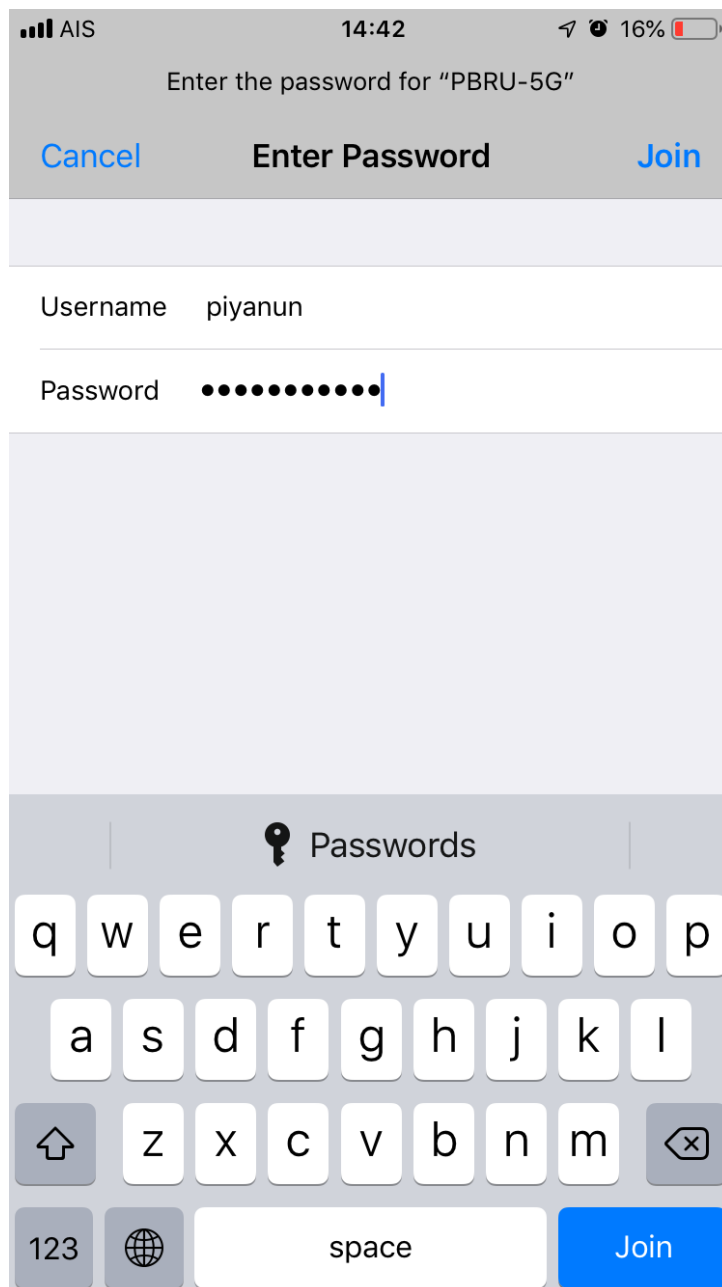 AIS 14:42 16%
Enter the password for “PBRU-5G”
Cancel Enter Password Join
Username piyanun
Password •••••••••••
Passwords
q w e r t y u i o p
a s d f g h j k l
z x c v b n m
123 space Join